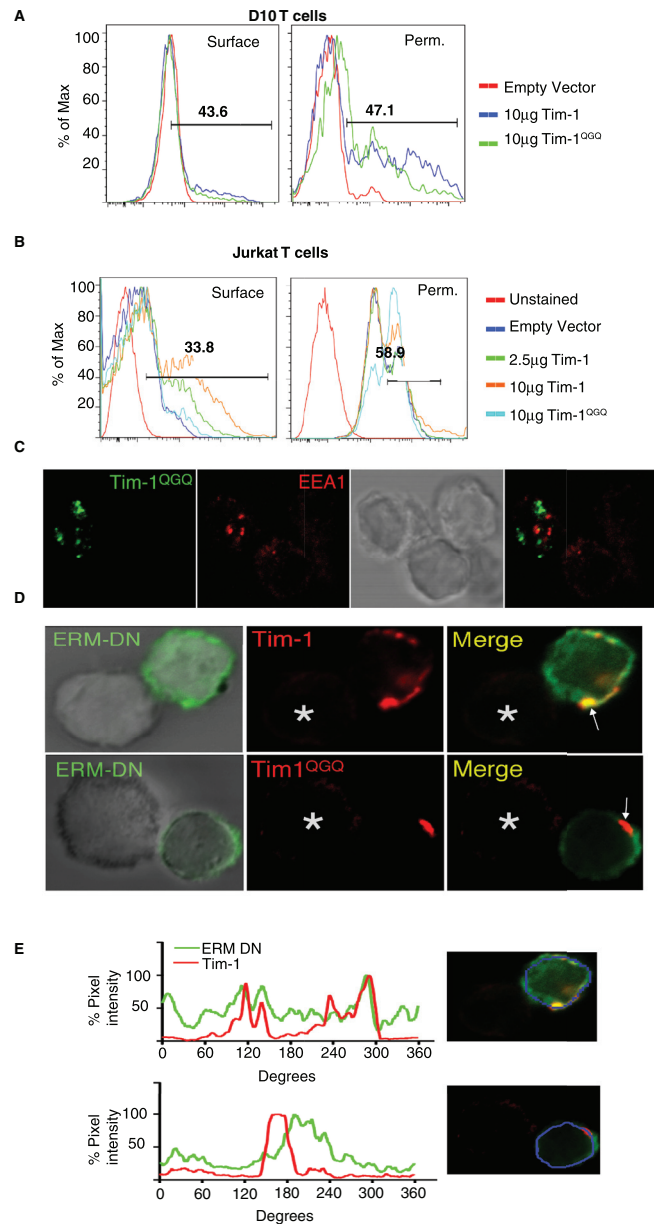 A
D10 T cells
Surface
Perm.
% of Max
100
80
60
40
20
43.6
47.1
Empty Vector
10µg Tim-1
10µg Tim-1QGQ
B
Jurkat T cells
Surface
Perm.
% of Max
100
80
60
40
20
33.8
58.9
Unstained
Empty Vector
2.5µg Tim-1
10µg Tim-1
10µg Tim-1QGQ
C
Tim-1QGQ
EEA1
D
ERM-DN
Tim-1
Merge
*
*
ERM-DN
Tim1QGQ
Merge
*
*
E
ERM DN
Tim-1
% Pixel
intensity
100
50
0 60 120 180 240 300 360
Degrees
% Pixel
intensity
100
50
0 60 120 180 240 300 360
Degrees